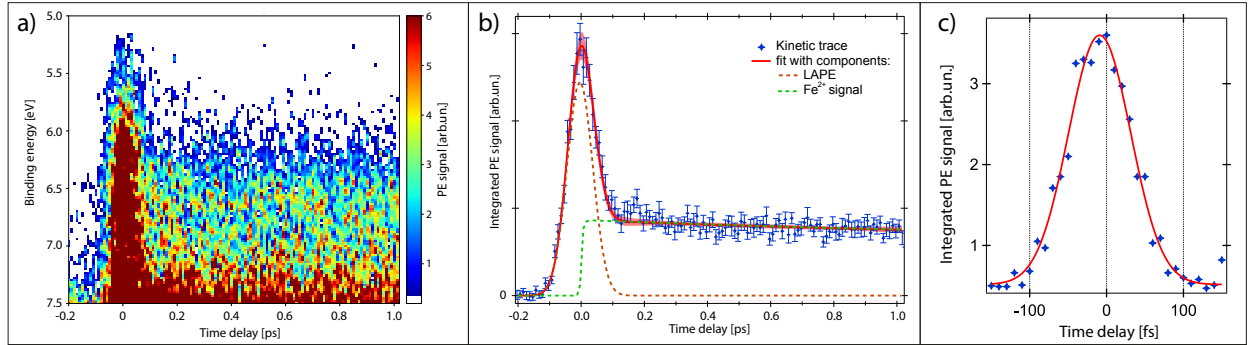 a)
5.0
5.5
6.0
6.5
7.0
7.5
Binding energy [eV]
-0.2
0
0.2
0.4
0.6
0.8
1.0
Time delay [ps]
6
5
4
3
2
1
PE signal [arb.un.]
b)
Integrated PE signal [arb.un.]
0
Kinetic trace
fit with components:
LAPE
Fe²⁺ signal
-0.2
0.0
0.2
0.4
0.6
0.8
1.0
Time delay [ps]
c)
Integrated PE signal [arb.un.]
3
2
1
-100
0
100
Time delay [fs]